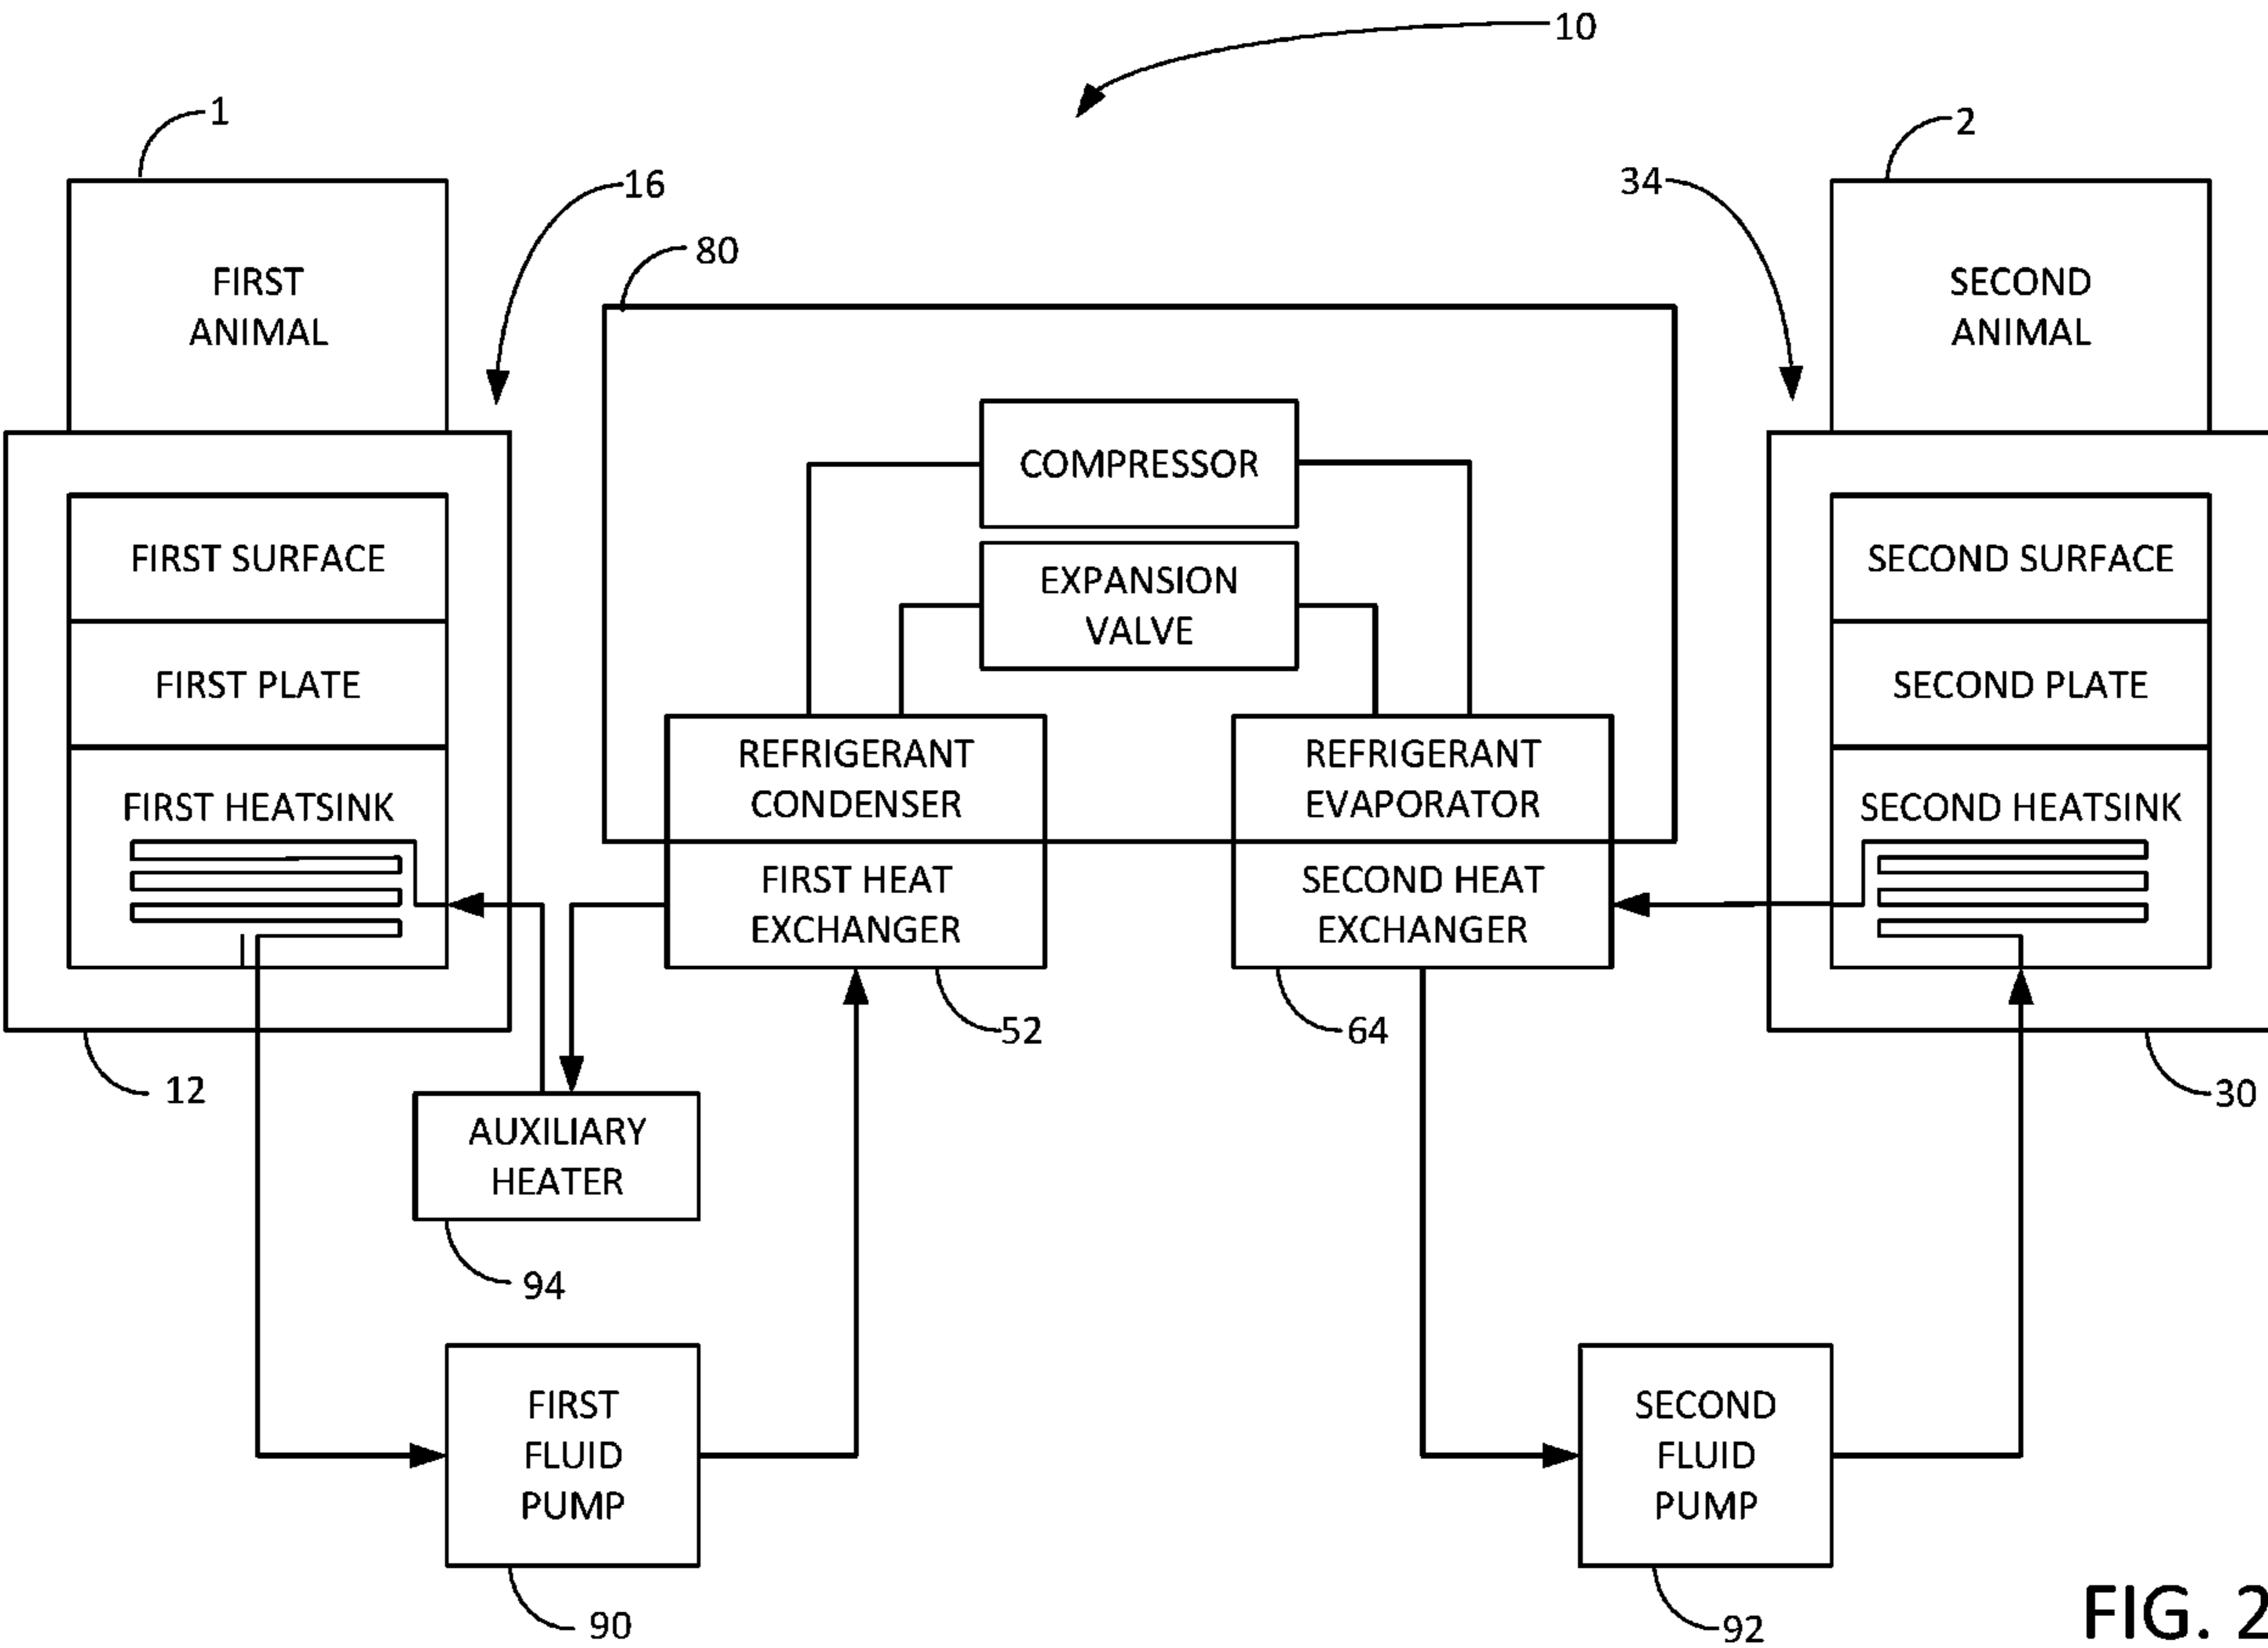 10
1
2
16
34
80
FIRST
ANIMAL
SECOND
ANIMAL
COMPRESSOR
EXPANSION
VALVE
FIRST SURFACE
SECOND SURFACE
FIRST PLATE
SECOND PLATE
REFRIGERANT
CONDENSER
REFRIGERANT
EVAPORATOR
FIRST HEATSINK
SECOND HEATSINK
FIRST HEAT
EXCHANGER
SECOND HEAT
EXCHANGER
52
64
12
30
AUXILIARY
HEATER
94
FIRST
FLUID
PUMP
SECOND
FLUID
PUMP
90
92
FIG. 2